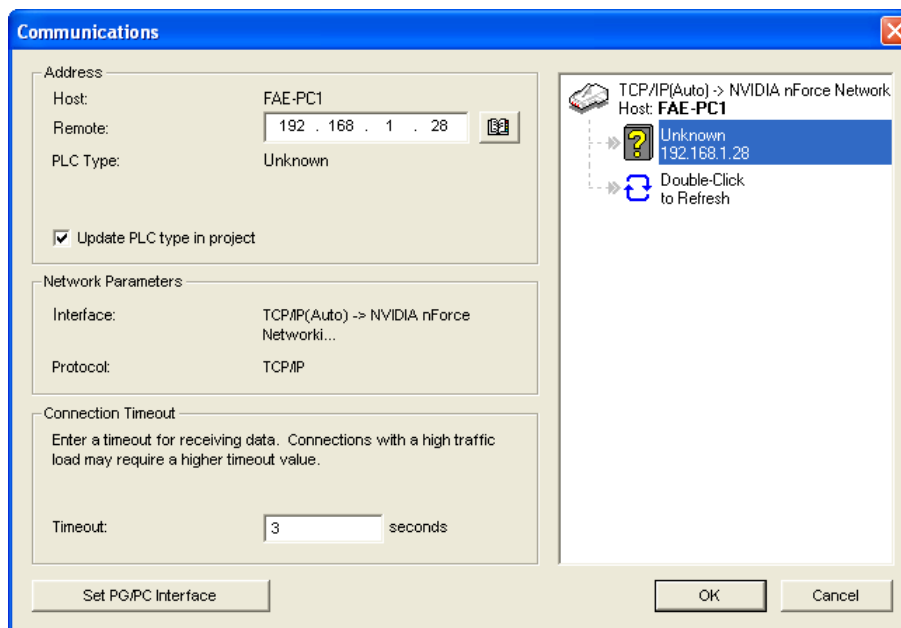 Communications
Address
Host: FAE-PC1
Remote: 192 . 168 . 1 . 28
PLC Type: Unknown
Update PLC type in project
Network Parameters
Interface: TCP/IP(Auto) -> NVIDIA nForce
Networki...
Protocol: TCP/IP
Connection Timeout
Enter a timeout for receiving data. Connections with a high traffic
load may require a higher timeout value.
Timeout: 3 seconds
Set PG/PC Interface
TCP/IP(Auto) -> NVIDIA nForce Network
Host: FAE-PC1
Unknown
192.168.1.28
Double-Click
to Refresh
OK
Cancel